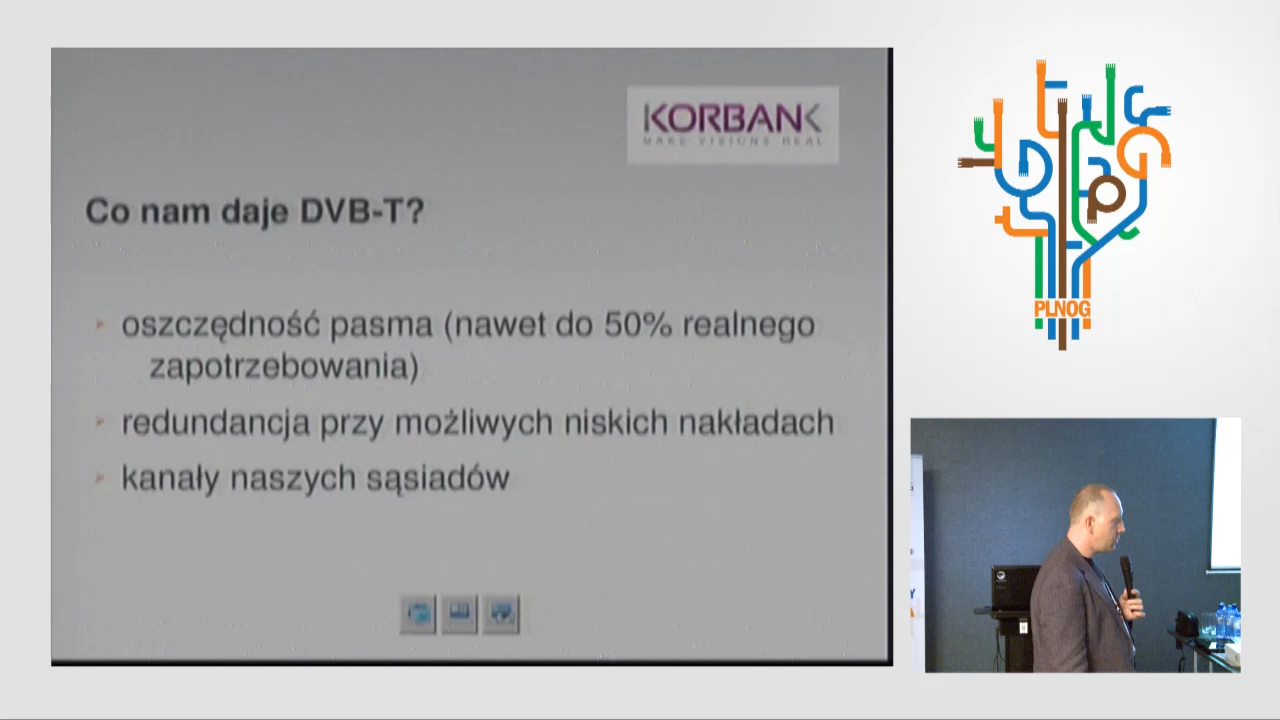 KORBANK
MAKE VISIONS REAL
Co nam daje DVB-T?
oszczędność pasma (nawet do 50% realnego
zapotrzebowania)
redundancja przy możliwych niskich nakładach
kanały naszych sąsiadów
PLNOG